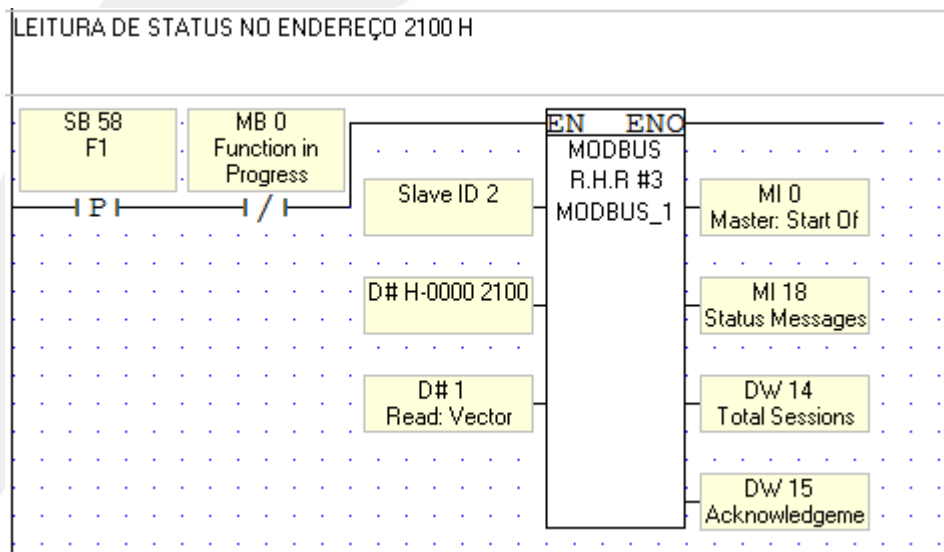 LEITURA DE STATUS NO ENDEREÇO 2100 H
SB 58
F1
MB 0
Function in
Progress
P
/
EN ENO
MODBUS
R.H.R #3
MODBUS_1
Slave ID 2
D# H-0000 2100
D# 1
Read: Vector
MI 0
Master: Start Of
MI 18
Status Messages
DW 14
Total Sessions
DW 15
Acknowledgeme